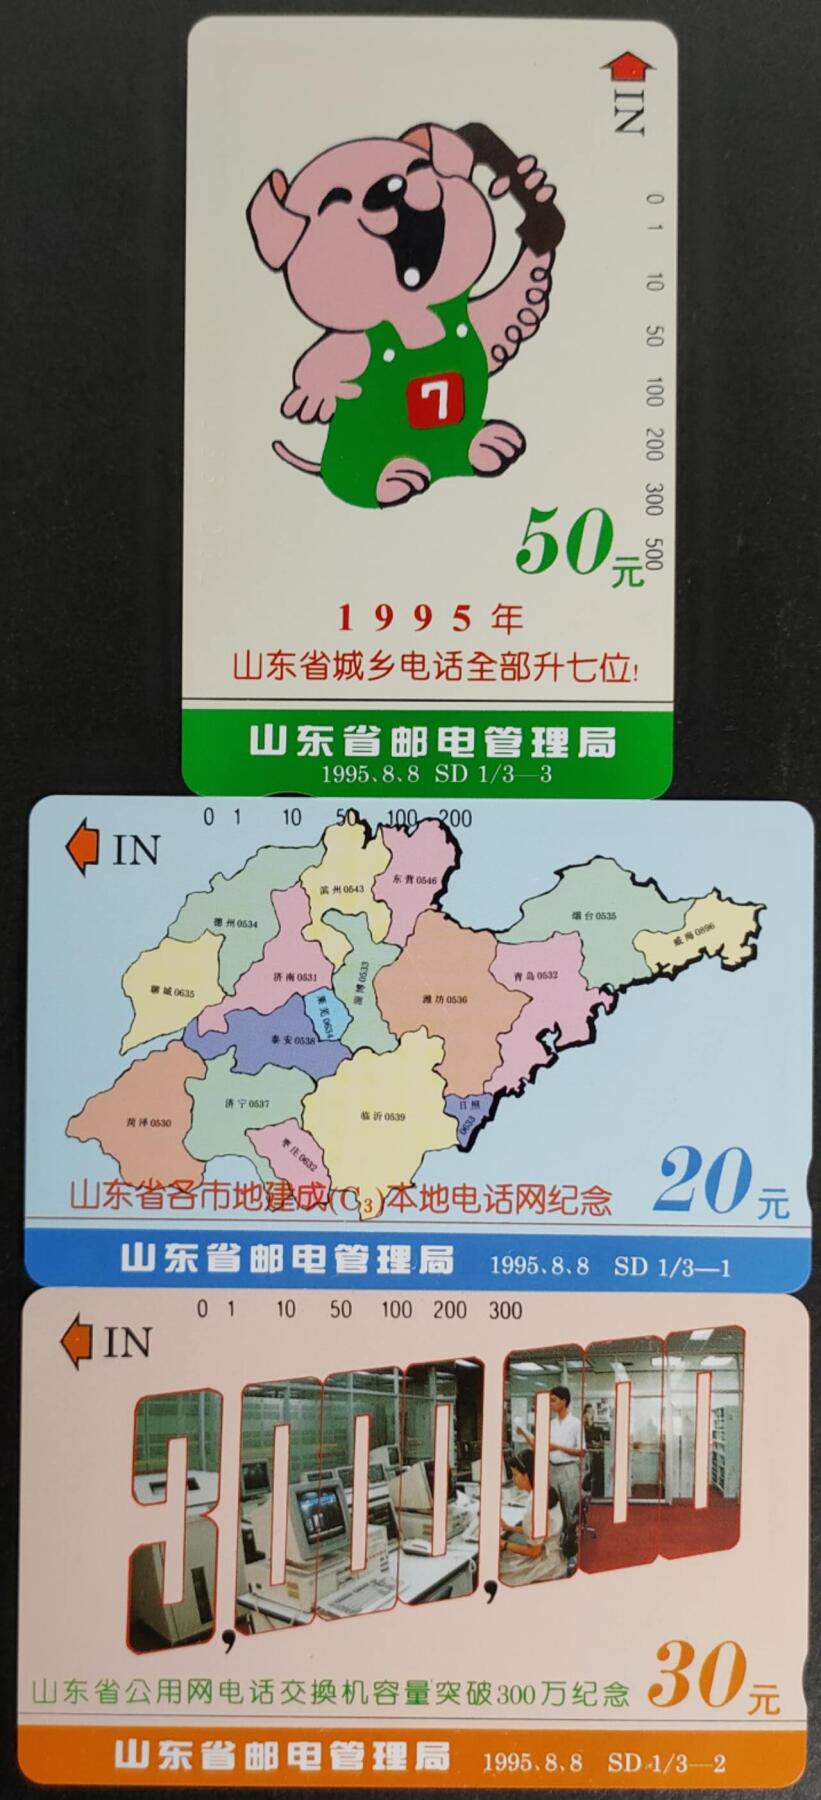 IN
0 1 10 50 100 200 300 500
7
50元
1995年
山东省城乡电话全部升七位!
山东省邮电管理局
1995.8.8 SD 1/3—3
0 1 10 50 100 200
IN
滨州0543
东营0546
德州0534
烟台0535
威海0896
聊城0635
济南0531
淄博0533
潍坊0536
青岛0532
莱芜0634
泰安0538
菏泽0530
济宁0537
临沂0539
日照0633
枣庄0632
山东省各市地建成(C₃)本地电话网纪念
20元
山东省邮电管理局 1995.8.8 SD 1/3—1
0 1 10 50 100 200 300
IN
3,000,000
山东省公用网电话交换机容量突破300万纪念
30元
山东省邮电管理局 1995.8.8 SD 1/3—2